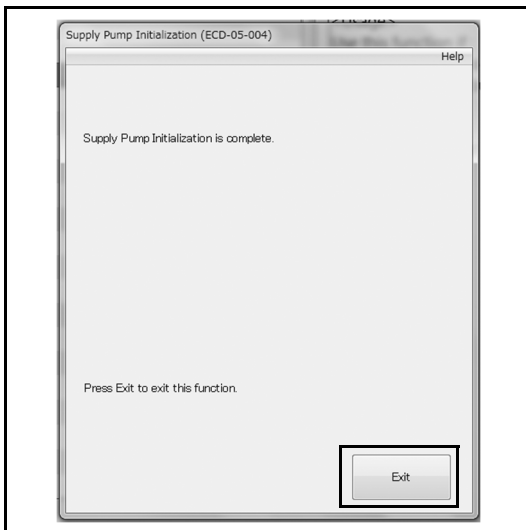 Supply Pump Initialization (ECD-05-004)
Help
Supply Pump Initialization is complete.
Press Exit to exit this function.
Exit